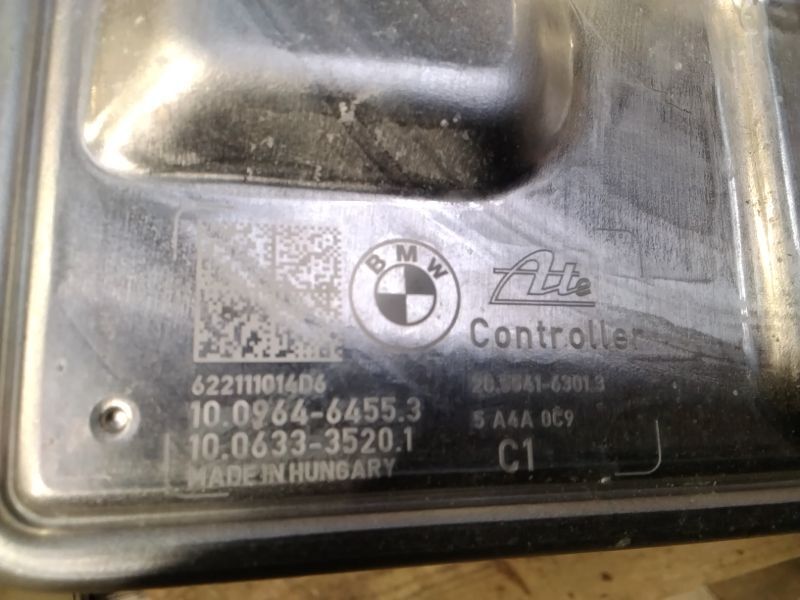 BMW
Ate
Controller
622111014D6
10.0964-6455.3
10.0633-3520.1
MADE IN HUNGARY
5 A4A 0C9
C1